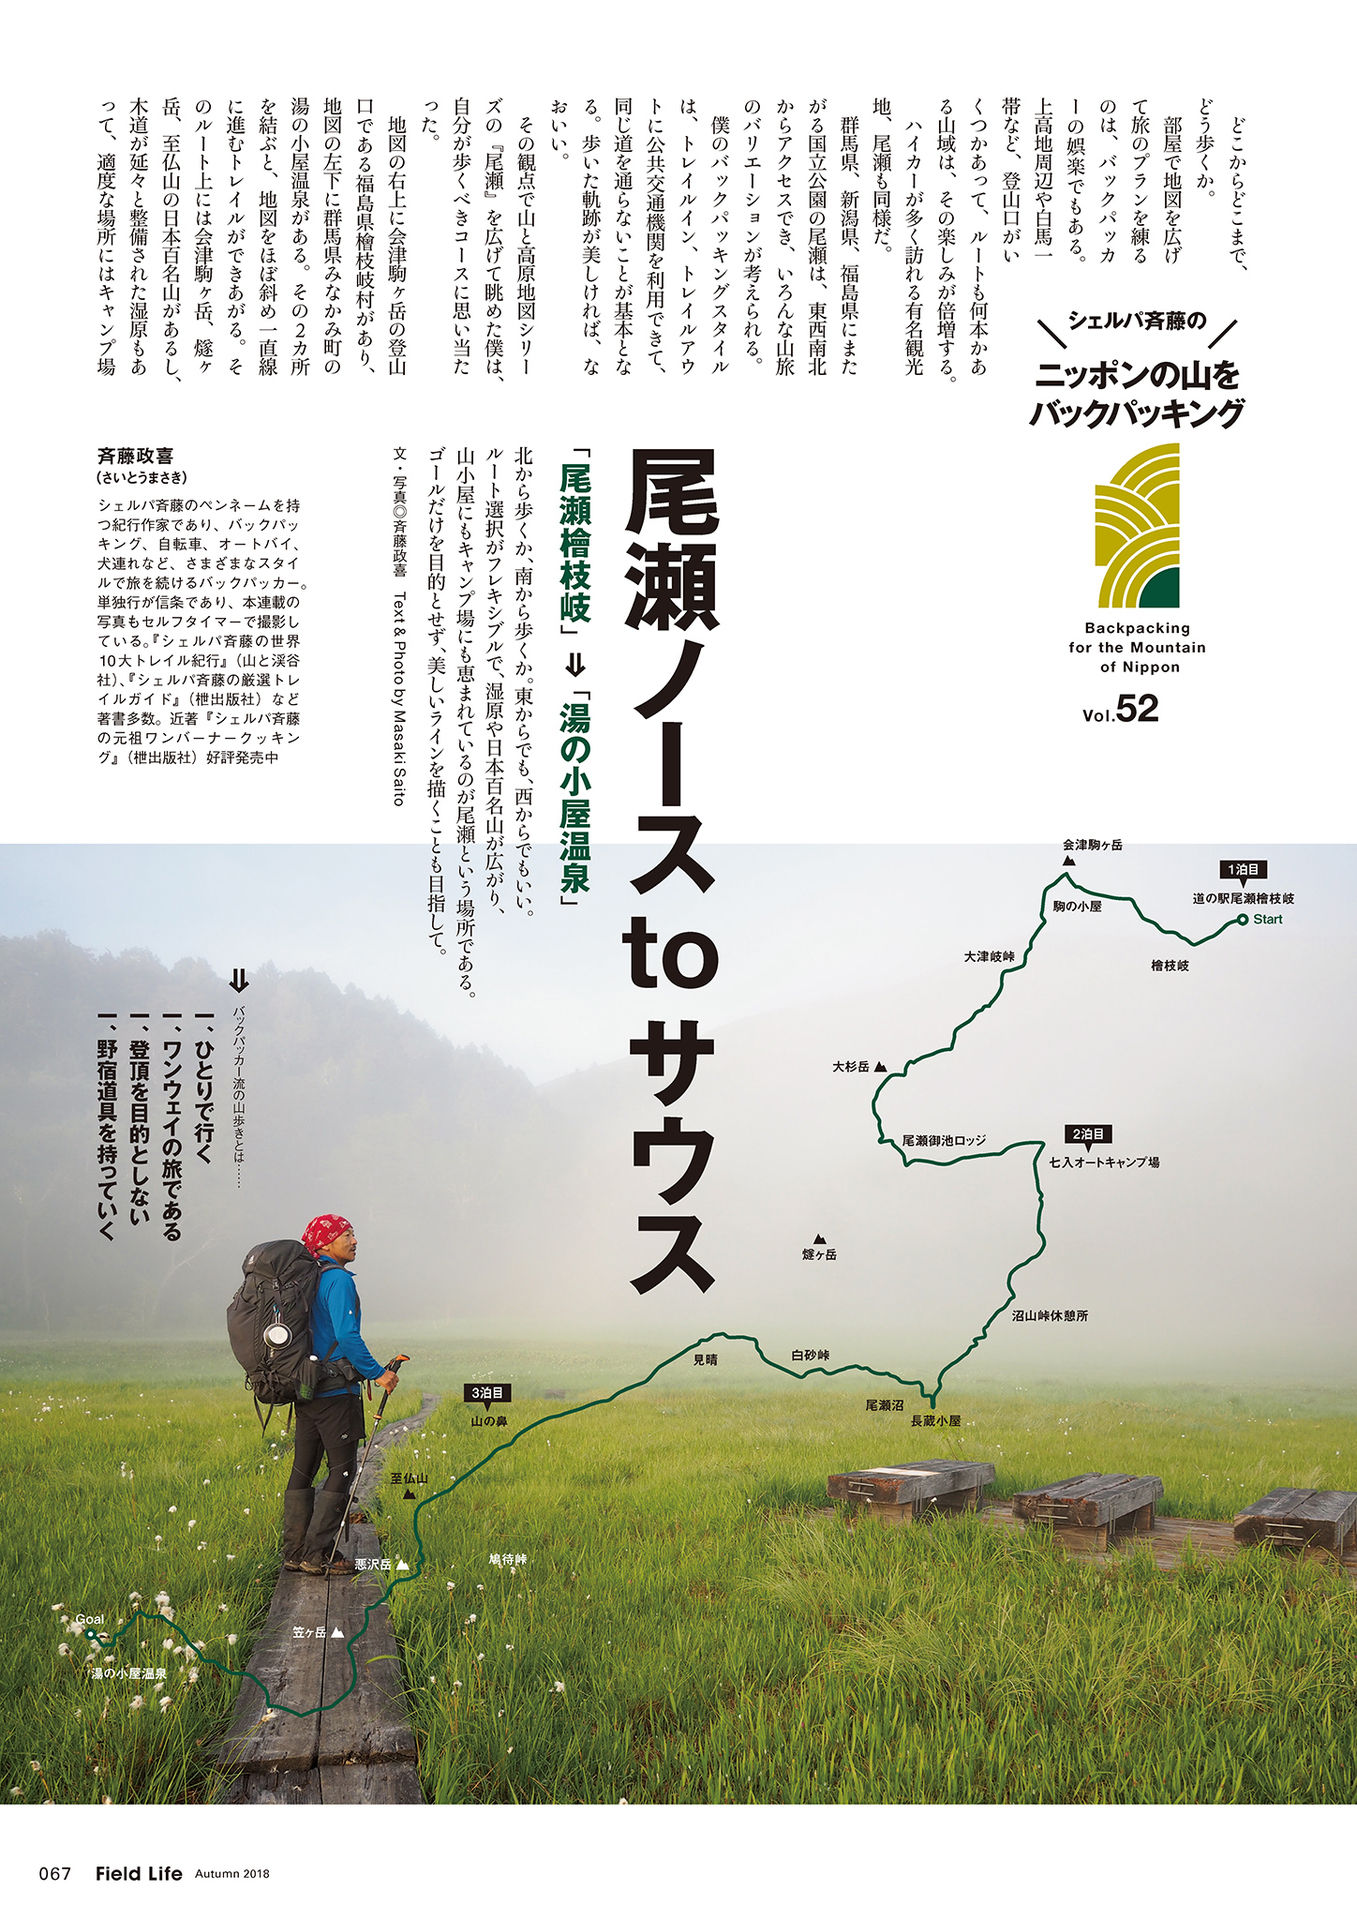 どこからどこまで、
どう歩くか。
部屋で地図を広げ
て旅のプランを練る
のは、バックパッカ
ーの娯楽でもある。
上高地周辺や白馬一
帯など、登山口がい
くつかあって、ルートも何本かあ
る山域は、その楽しみが倍増する。
ハイカーが多く訪れる有名観光
地、尾瀬も同様だ。
群馬県、新潟県、福島県にまた
がる国立公園の尾瀬は、東西南北
からアクセスでき、いろんな山旅
のバリエーションが考えられる。
僕のバックパッキングスタイル
は、トレイルイン、トレイルアウ
トに公共交通機関を利用できて、
同じ道を通らないことが基本とな
る。歩いた軌跡が美しければ、な
おいい。
その観点で山と高原地図シリー
ズの『尾瀬』を広げて眺めた僕は、
自分が歩くべきコースに思い当た
った。
地図の右上に会津駒ヶ岳の登山
口である福島県檜枝岐村があり、
地図の左下に群馬県みなかみ町の
湯の小屋温泉がある。その2カ所
を結ぶと、地図をほぼ斜め一直線
に進むトレイルができあがる。そ
のルート上には会津駒ヶ岳、燧ヶ
岳、至仏山の日本百名山があるし、
木道が延々と整備された湿原もあ
って、適度な場所にはキャンプ場
シェルパ斉藤の
ニッポンの山を
バックパッキング
Backpacking
for the Mountain
of Nippon
Vol.52
尾瀬ノース to サウス
「尾瀬檜枝岐」⇒「湯の小屋温泉」
北から歩くか、南から歩くか。東からでも、西からでもいい。
ルート選択がフレキシブルで、湿原や日本百名山が広がり、
山小屋にもキャンプ場にも恵まれているのが尾瀬という場所である。
ゴールだけを目的とせず、美しいラインを描くことも目指して。
文・写真◎斉藤政喜 Text & Photo by Masaki Saito
斉藤政喜
(さいとうまさき)
シェルパ斉藤のペンネームを持
つ紀行作家であり、バックパッ
キング、自転車、オートバイ、
犬連れなど、さまざまなスタイ
ルで旅を続けるバックパッカー。
単独行が信条であり、本連載の
写真もセルフタイマーで撮影し
ている。『シェルパ斉藤の世界
10大トレイル紀行』（山と渓谷
社）、『シェルパ斉藤の厳選トレ
イルガイド』（枻出版社）など
著書多数。近著『シェルパ斉藤
の元祖ワンバーナークッキン
グ』（枻出版社）好評発売中
⇒ バックパッカー流の山歩きとは……
一、ひとりで行く
一、ワンウェイの旅である
一、登頂を目的としない
一、野宿道具を持っていく
会津駒ヶ岳
1泊目
道の駅尾瀬檜枝岐
Start
駒の小屋
檜枝岐
大津岐峠
大杉岳
尾瀬御池ロッジ
2泊目
七入オートキャンプ場
燧ヶ岳
沼山峠休憩所
見晴
白砂峠
尾瀬沼
長蔵小屋
3泊目
山の鼻
至仏山
悪沢岳
鳩待峠
笠ヶ岳
Goal
湯の小屋温泉
067 Field Life Autumn 2018